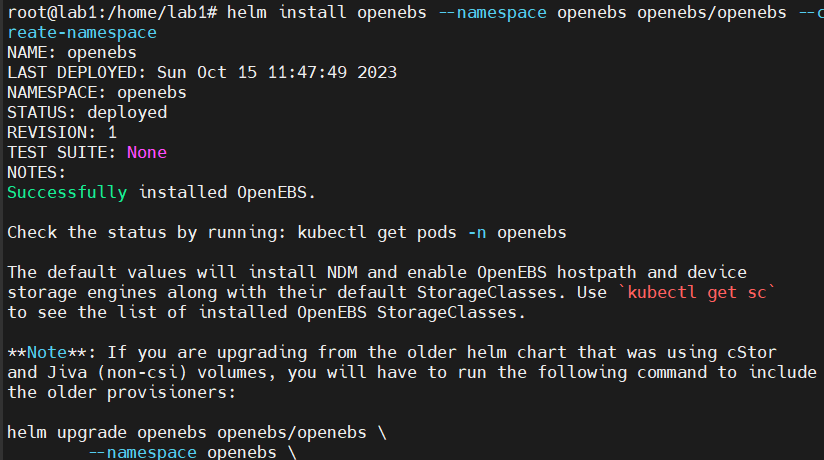 root@lab1:/home/lab1# helm install openebs --namespace openebs openebs/openebs --c
reate-namespace
NAME: openebs
LAST DEPLOYED: Sun Oct 15 11:47:49 2023
NAMESPACE: openebs
STATUS: deployed
REVISION: 1
TEST SUITE: None
NOTES:
Successfully installed OpenEBS.

Check the status by running: kubectl get pods -n openebs

The default values will install NDM and enable OpenEBS hostpath and device
storage engines along with their default StorageClasses. Use `kubectl get sc`
to see the list of installed OpenEBS StorageClasses.

**Note**: If you are upgrading from the older helm chart that was using cStor
and Jiva (non-csi) volumes, you will have to run the following command to include
the older provisioners:

helm upgrade openebs openebs/openebs \
        --namespace openebs \